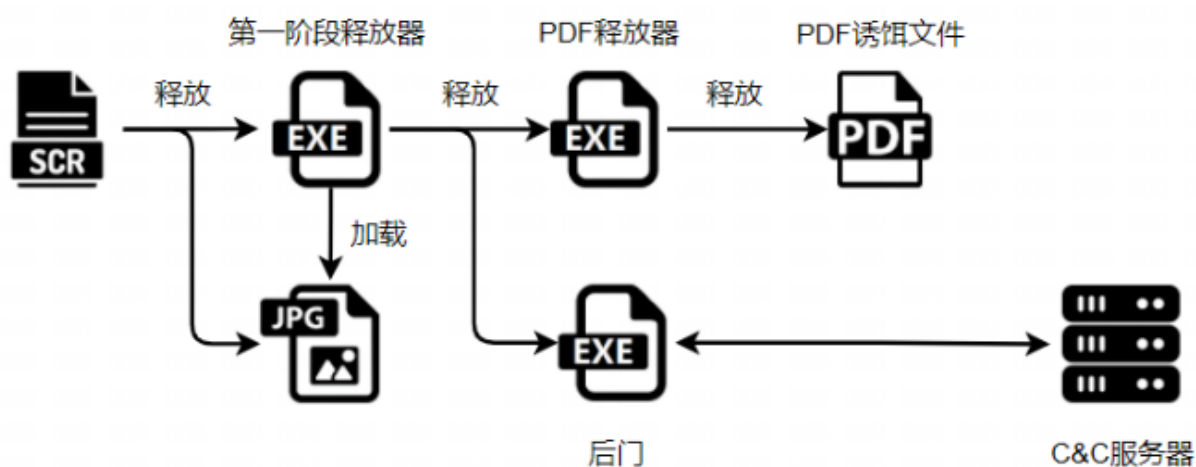 第一阶段释放器
PDF释放器
PDF诱饵文件
释放
释放
释放
SCR
EXE
EXE
PDF
加载
JPG
EXE
后门
C&C服务器